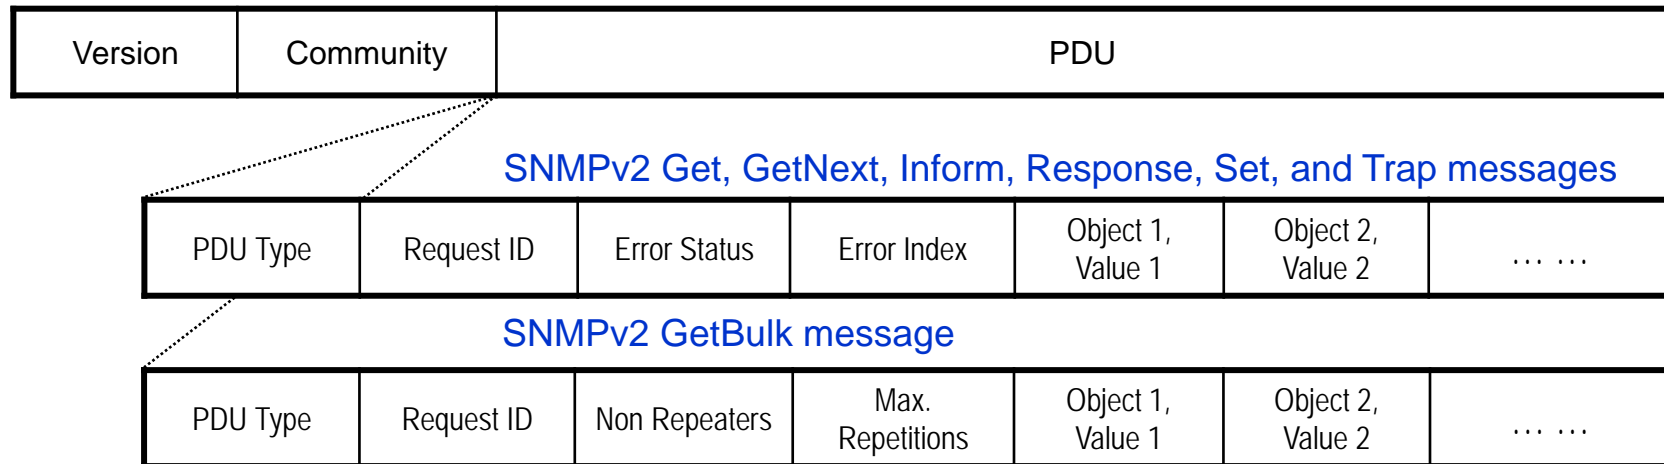 Version Community PDU
SNMPv2 Get, GetNext, Inform, Response, Set, and Trap messages
PDU Type Request ID Error Status Error Index Object 1, Object 2, ... ...
Value 1 Value 2
SNMPv2 GetBulk message
PDU Type Request ID Non Repeaters Max. Object 1, Object 2, ... ...
Repetitions Value 1 Value 2